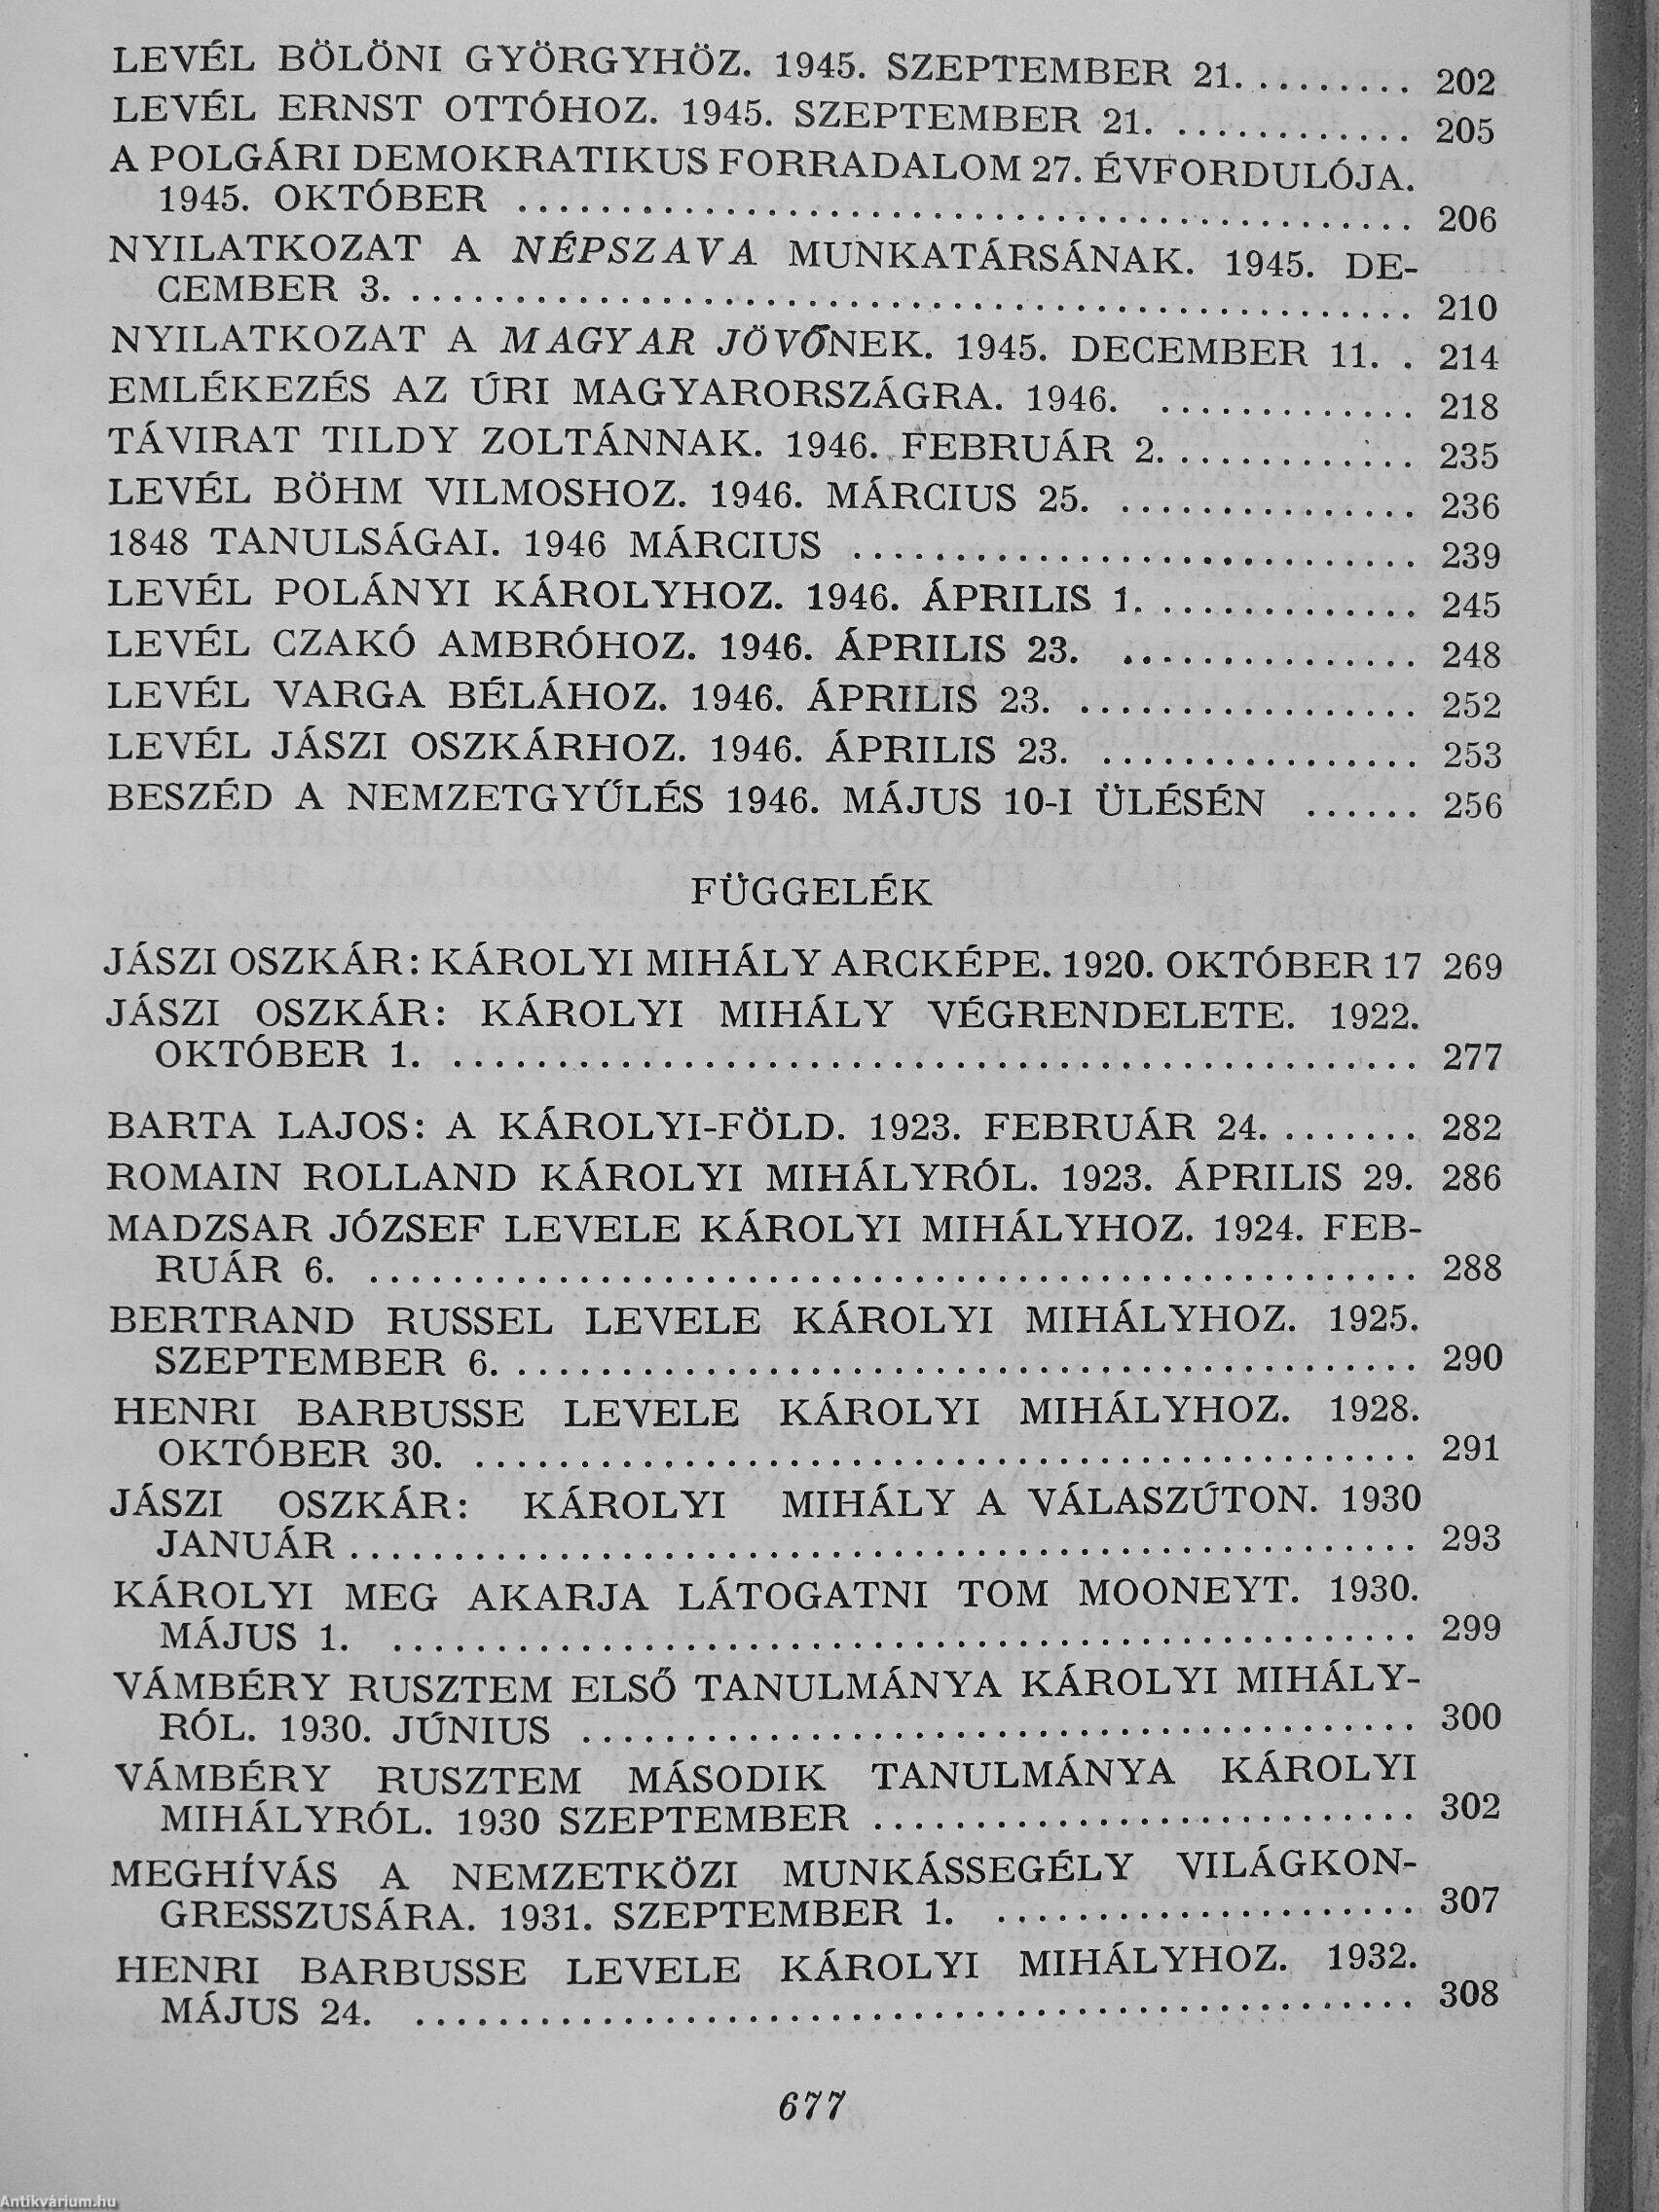 LEVÉL BÖLÖNI GYÖRGYHÖZ. 1945. SZEPTEMBER 21. ........ 202
LEVÉL ERNST OTTÓHOZ. 1945. SZEPTEMBER 21. ............ 205
A POLGÁRI DEMOKRATIKUS FORRADALOM 27. ÉVFORDULÓJA.
1945. OKTÓBER ........................................... 206
NYILATKOZAT A NÉPSZAVA MUNKATÁRSÁNAK. 1945. DE-
CEMBER 3. ................................................. 210
NYILATKOZAT A MAGYAR JÖVŐNEK. 1945. DECEMBER 11. . 214
EMLÉKEZÉS AZ ÚRI MAGYARORSZÁGRA. 1946. ............. 218
TÁVIRAT TILDY ZOLTÁNNAK. 1946. FEBRUÁR 2. ............ 235
LEVÉL BÖHM VILMOSHOZ. 1946. MÁRCIUS 25. ............... 236
1848 TANULSÁGAI. 1946 MÁRCIUS ........................... 239
LEVÉL POLÁNYI KÁROLYHOZ. 1946. ÁPRILIS 1. ............. 245
LEVÉL CZAKÓ AMBRÓHOZ. 1946. ÁPRILIS 23. ............... 248
LEVÉL VARGA BÉLÁHOZ. 1946. ÁPRILIS 23. ................. 252
LEVÉL JÁSZI OSZKÁRHOZ. 1946. ÁPRILIS 23. ................ 253
BESZÉD A NEMZETGYŰLÉS 1946. MÁJUS 10-I ÜLÉSÉN ...... 256
FÜGGELÉK
JÁSZI OSZKÁR: KÁROLYI MIHÁLY ARCKÉPE. 1920. OKTÓBER 17 269
JÁSZI OSZKÁR: KÁROLYI MIHÁLY VÉGRENDELETE. 1922.
OKTÓBER 1. ............................................... 277
BARTA LAJOS: A KÁROLYI-FÖLD. 1923. FEBRUÁR 24. ....... 282
ROMAIN ROLLAND KÁROLYI MIHÁLYRÓL. 1923. ÁPRILIS 29. 286
MADZSAR JÓZSEF LEVELE KÁROLYI MIHÁLYHOZ. 1924. FEB-
RUÁR 6. ................................................... 288
BERTRAND RUSSEL LEVELE KÁROLYI MIHÁLYHOZ. 1925.
SZEPTEMBER 6. ............................................ 290
HENRI BARBUSSE LEVELE KÁROLYI MIHÁLYHOZ. 1928.
OKTÓBER 30. .............................................. 291
JÁSZI OSZKÁR: KÁROLYI MIHÁLY A VÁLASZÚTON. 1930
JANUÁR .................................................... 293
KÁROLYI MEG AKARJA LÁTOGATNI TOM MOONEYT. 1930.
MÁJUS 1. .................................................. 299
VÁMBÉRY RUSZTEM ELSŐ TANULMÁNYA KÁROLYI MIHÁLY-
RÓL. 1930. JÚNIUS ........................................ 300
VÁMBÉRY RUSZTEM MÁSODIK TANULMÁNYA KÁROLYI
MIHÁLYRÓL. 1930 SZEPTEMBER .......................... 302
MEGHÍVÁS A NEMZETKÖZI MUNKÁSSEGÉLY VILÁGKON-
GRESSZUSÁRA. 1931. SZEPTEMBER 1. .................... 307
HENRI BARBUSSE LEVELE KÁROLYI MIHÁLYHOZ. 1932.
MÁJUS 24. ................................................ 308
677
Antikvárium.hu